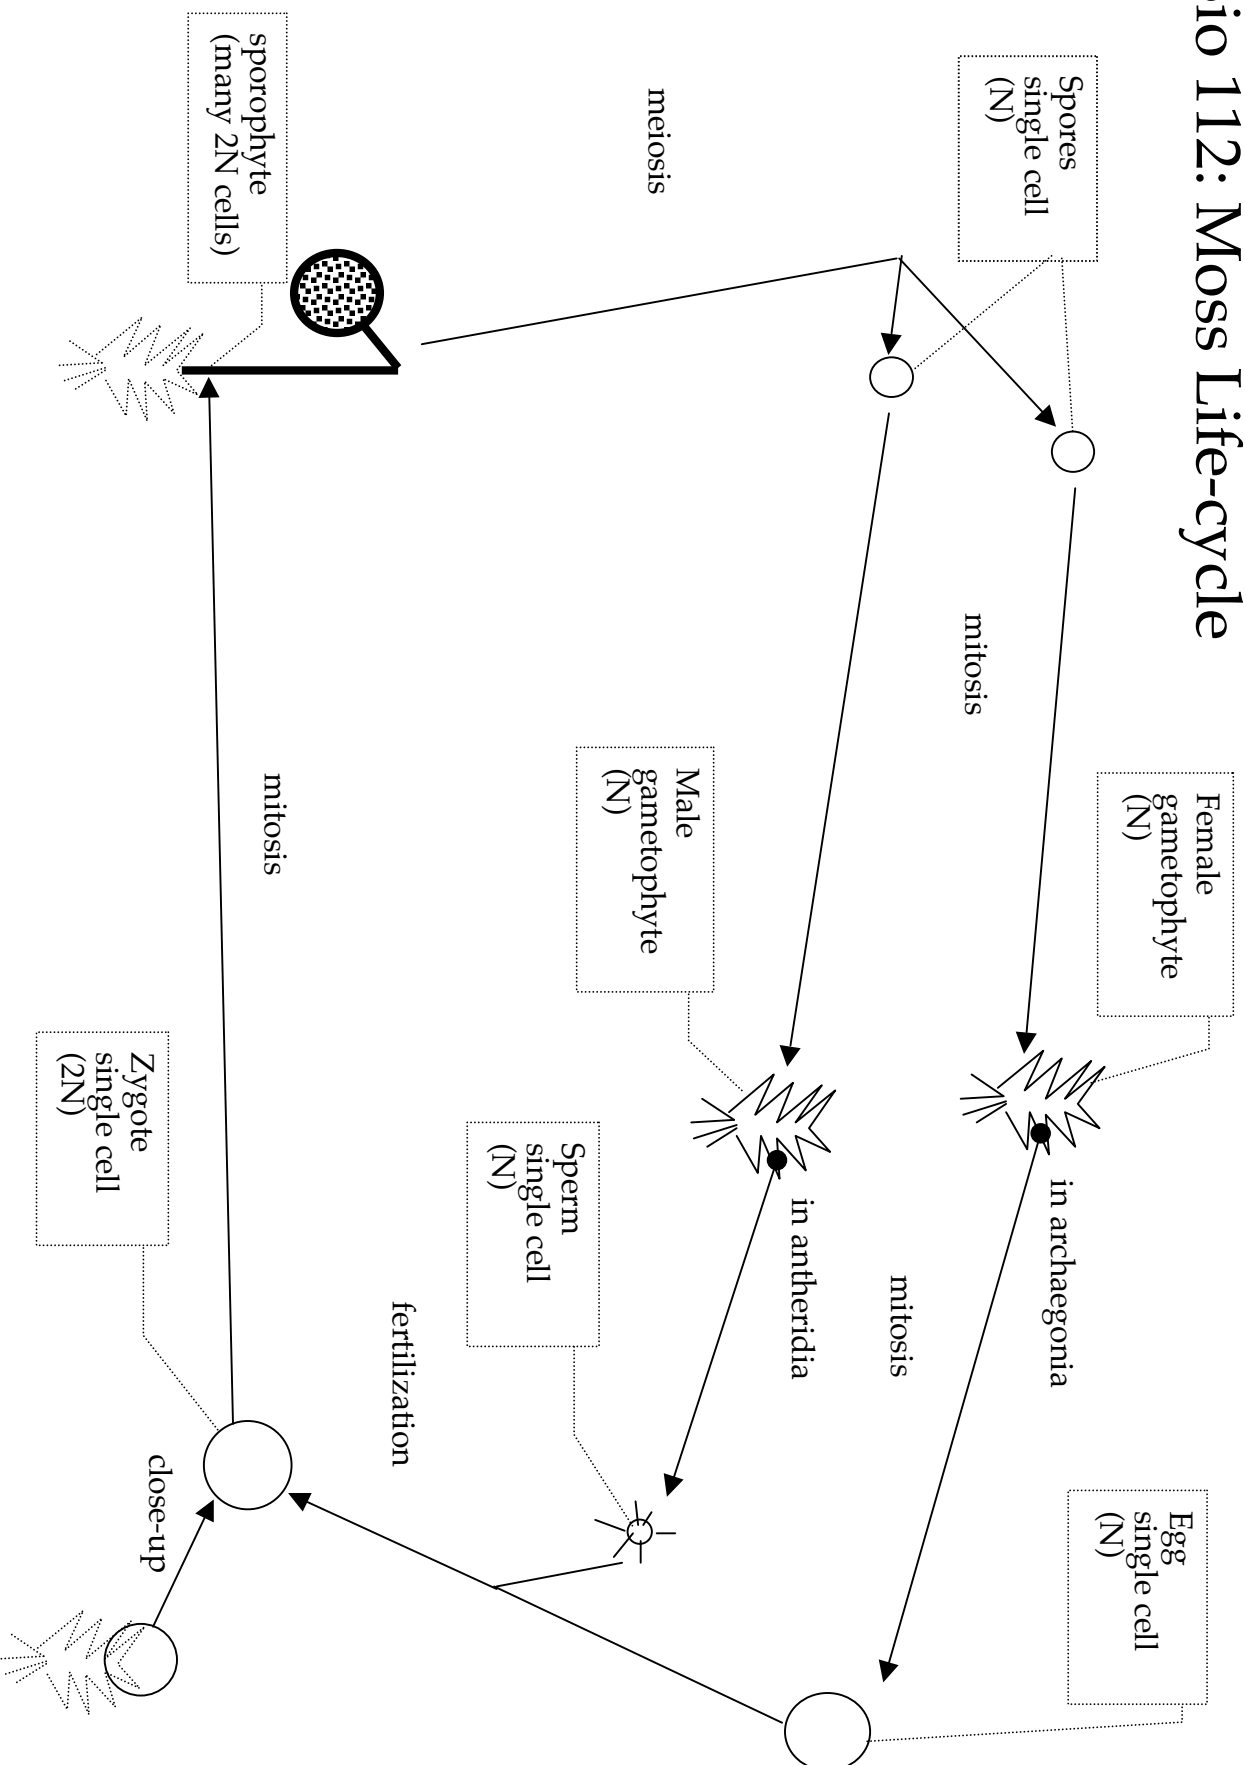 Bio 112: Moss Life-cycle
Spores
single cell
(N)
Female
gametophyte
(N)
Egg
single cell
(N)
in archaegonia
mitosis
mitosis
in antheridia
Male
gametophyte
(N)
meiosis
Sperm
single cell
(N)
fertilization
mitosis
sporophyte
(many 2N cells)
Zygote
single cell
(2N)
close-up